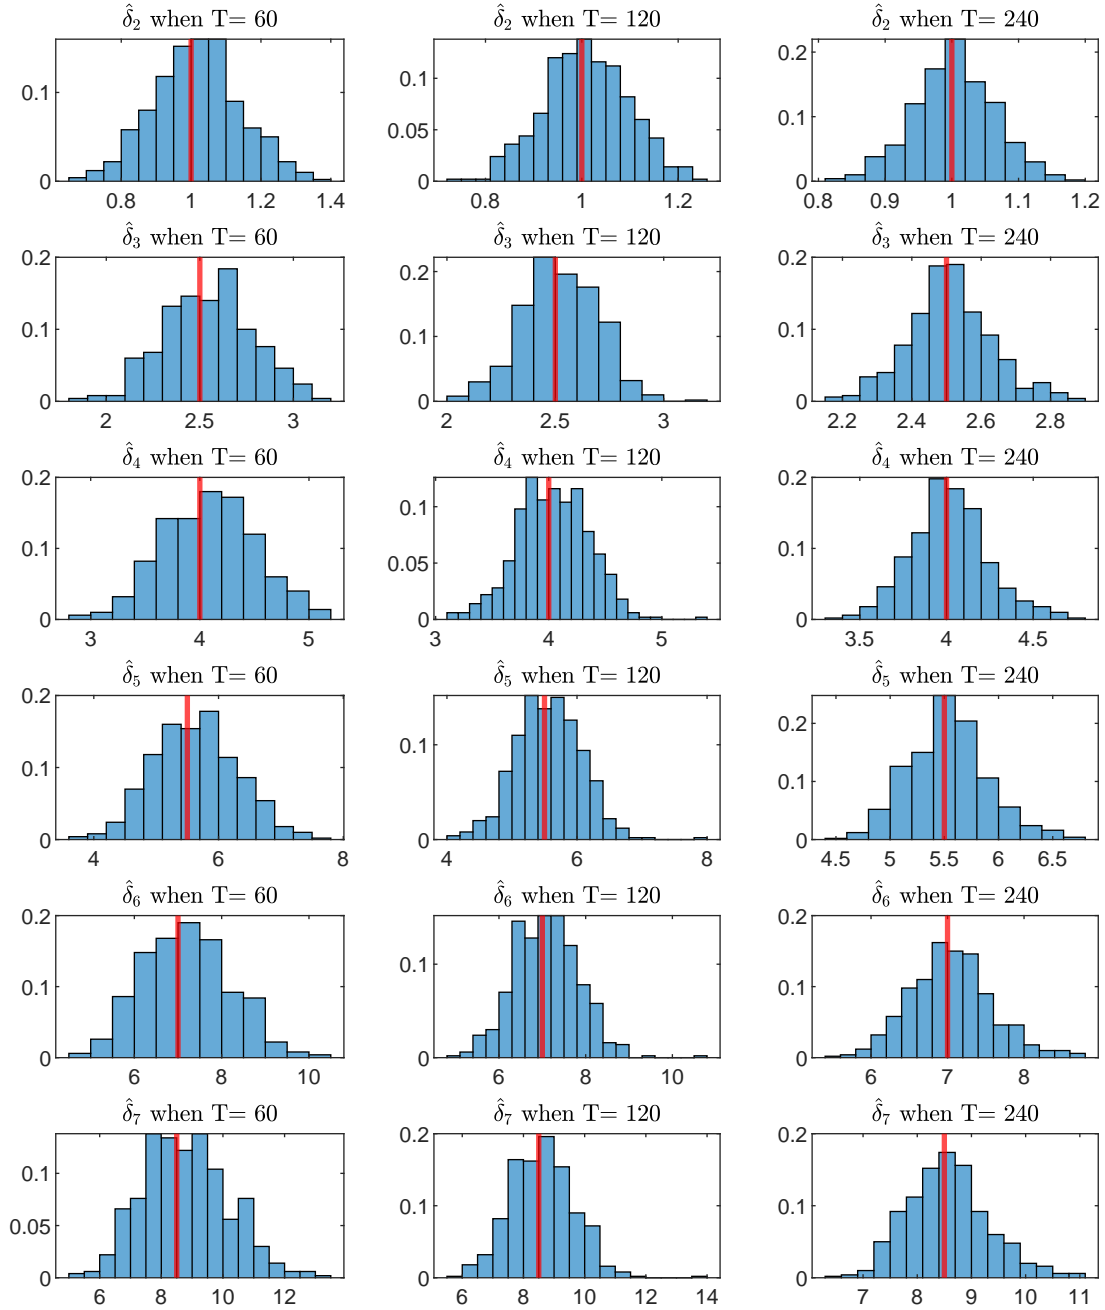 δ̂₂ when T= 60
δ̂₂ when T= 120
δ̂₂ when T= 240
0.1
0
0.8 1 1.2 1.4
0.1
0.05
0
0.8 1 1.2
0.2
0.1
0
0.8 0.9 1 1.1 1.2
δ̂₃ when T= 60
δ̂₃ when T= 120
δ̂₃ when T= 240
0.2
0.1
0
2 2.5 3
0.2
0.1
0
2 2.5 3
0.2
0.1
0
2.2 2.4 2.6 2.8
δ̂₄ when T= 60
δ̂₄ when T= 120
δ̂₄ when T= 240
0.2
0.1
0
3 4 5
0.1
0.05
0
3 4 5
0.2
0.1
0
3.5 4 4.5
δ̂₅ when T= 60
δ̂₅ when T= 120
δ̂₅ when T= 240
0.2
0.1
0
4 6 8
0.1
0
4 6 8
0.2
0.1
0
4.5 5 5.5 6 6.5
δ̂₆ when T= 60
δ̂₆ when T= 120
δ̂₆ when T= 240
0.2
0.1
0
6 8 10
0.1
0
6 8 10
0.2
0.1
0
6 7 8
δ̂₇ when T= 60
δ̂₇ when T= 120
δ̂₇ when T= 240
0.1
0.05
0
6 8 10 12
0.2
0.1
0
6 8 10 12 14
0.2
0.1
0
7 8 9 10 11